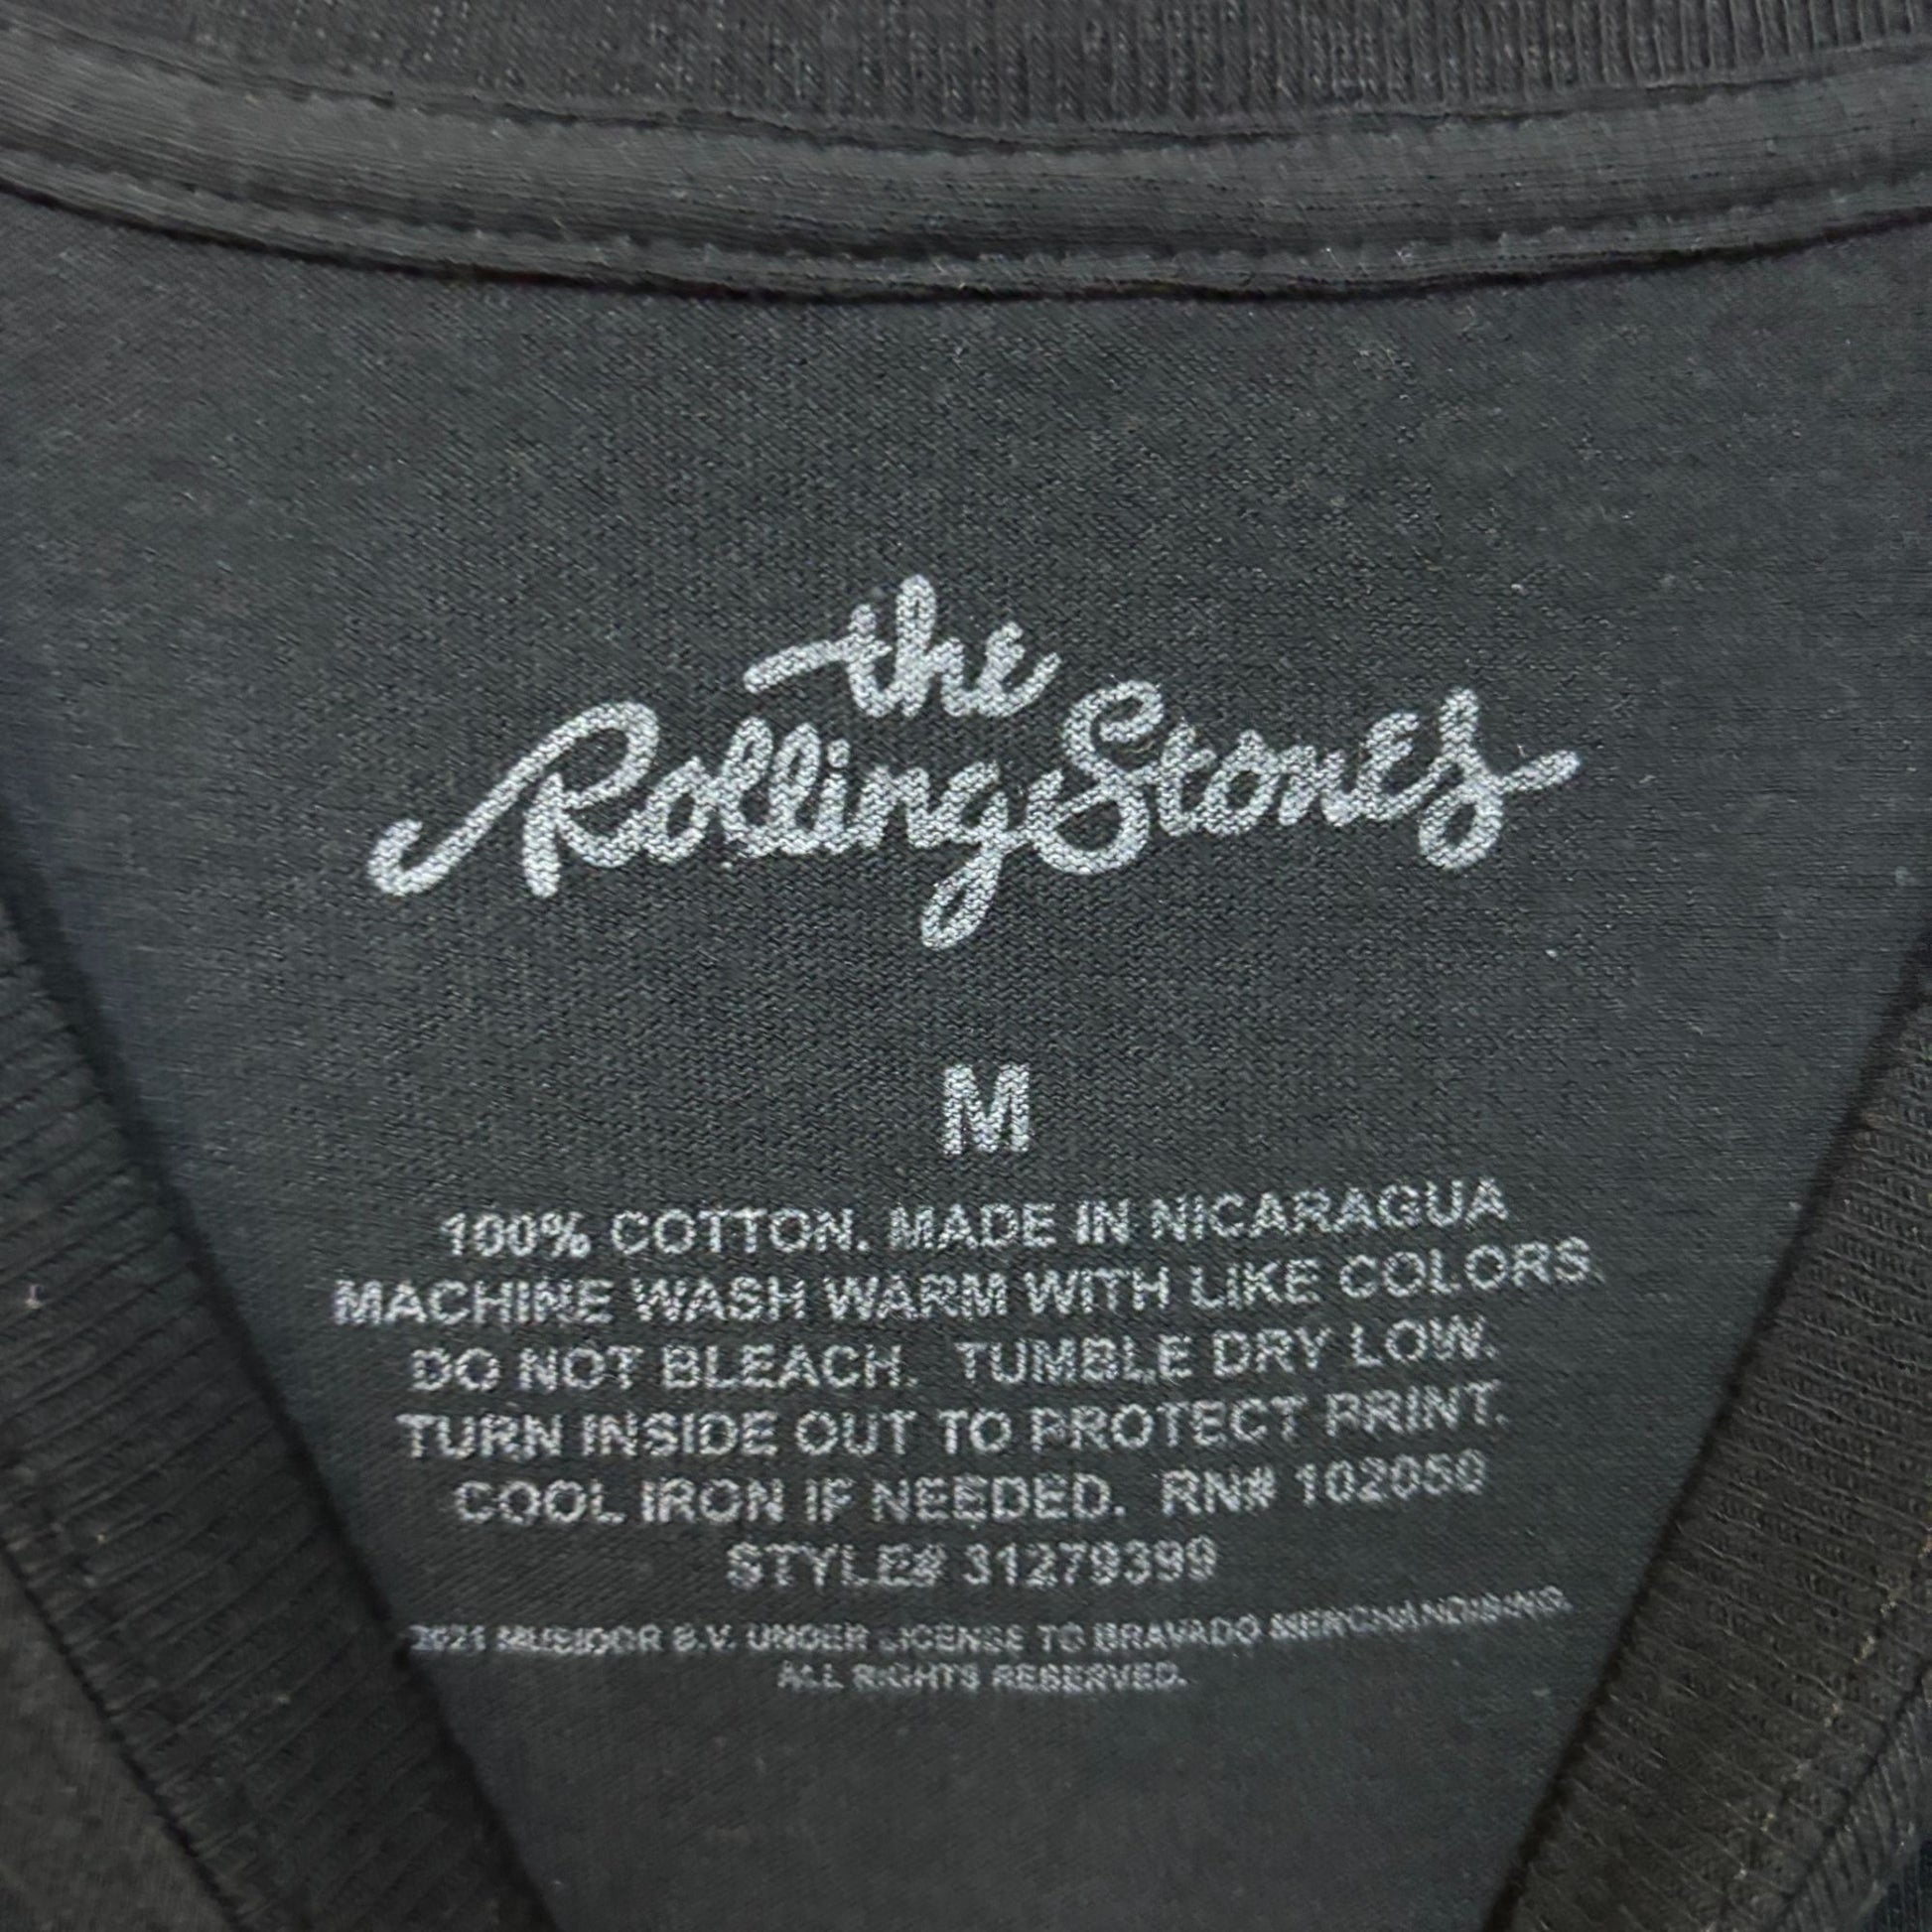 the
Rolling Stones
M
100% COTTON. MADE IN NICARAGUA
MACHINE WASH WARM WITH LIKE COLORS.
DO NOT BLEACH. TUMBLE DRY LOW.
TURN INSIDE OUT TO PROTECT PRINT.
COOL IRON IF NEEDED. RN# 102050
STYLE# 31279399
2021 MUSIDOR B.V. UNDER LICENSE TO BRAVADO MERCHANDISING.
ALL RIGHTS RESERVED.